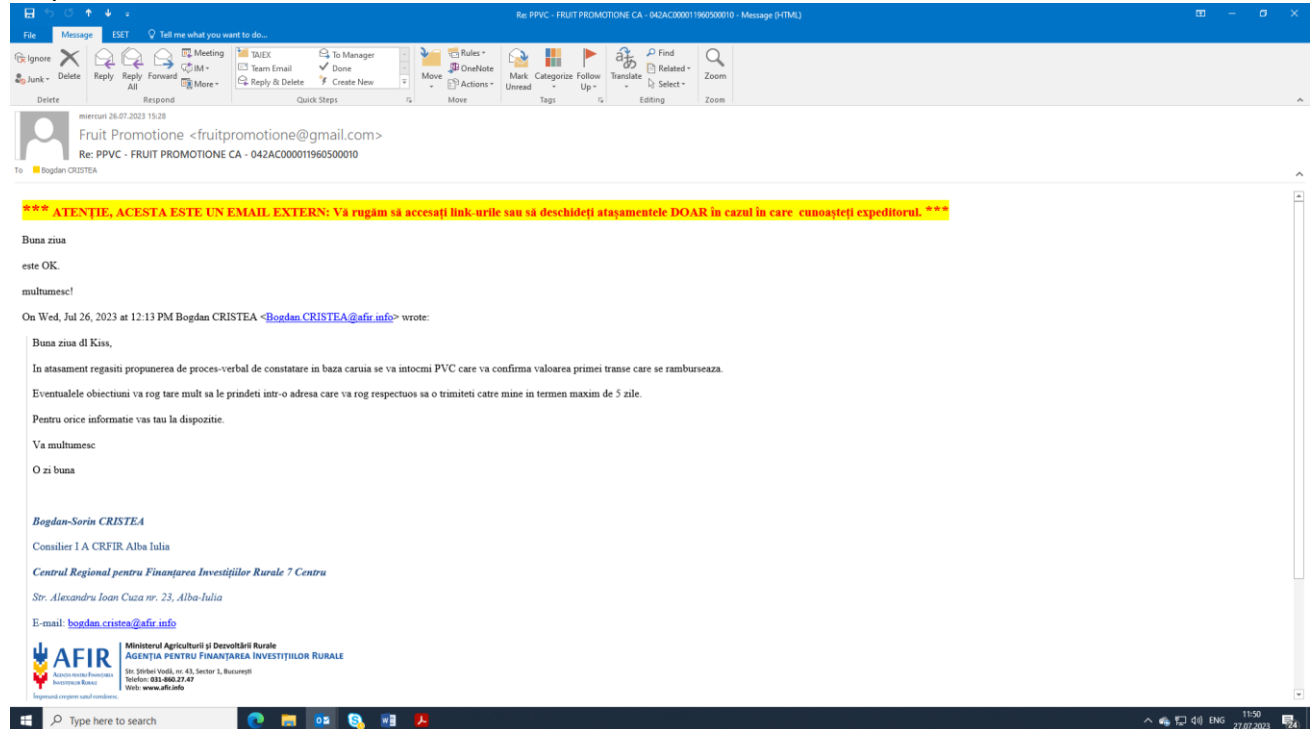 Re: PPVC - FRUIT PROMOTIONE CA - 042AC000011960500010 - Message (HTML)
File Message ESET Tell me what you want to do...
Ignore
Junk
Delete
Reply
Reply All
Forward
Meeting
IM
More
TAIEX
Team Email
Reply & Delete
To Manager
Done
Create New
Move
Rules
OneNote
Actions
Mark Unread
Categorize
Follow Up
Translate
Find
Related
Select
Zoom
Delete Respond Quick Steps Move Tags Editing Zoom
miercuri 26.07.2023 15:28
Fruit Promotione <fruitpromotione@gmail.com>
Re: PPVC - FRUIT PROMOTIONE CA - 042AC000011960500010
To Bogdan CRISTEA
*** ATENȚIE, ACESTA ESTE UN EMAIL EXTERN: Vă rugăm să accesați link-urile sau să deschideți atașamentele DOAR în cazul în care cunoașteți expeditorul. ***
Buna ziua
este OK.
multumesc!
On Wed, Jul 26, 2023 at 12:13 PM Bogdan CRISTEA <Bogdan.CRISTEA@afir.info> wrote:
Buna ziua dl Kiss,
In atasament regasiti propunerea de proces-verbal de constatare in baza caruia se va intocmi PVC care va confirma valoarea primei transe care se ramburseaza.
Eventualele obiectiuni va rog tare mult sa le prindeti intr-o adresa care va rog respectuos sa o trimiteti catre mine in termen maxim de 5 zile.
Pentru orice informatie vas tau la dispozitie.
Va multumesc
O zi buna
Bogdan-Sorin CRISTEA
Consilier I A CRFIR Alba Iulia
Centrul Regional pentru Finanțarea Investițiilor Rurale 7 Centru
Str. Alexandru Ioan Cuza nr. 23, Alba-Iulia
E-mail: bogdan.cristea@afir.info
AFIR
Agenția pentru Finanțarea
Investițiilor Rurale
Împreună creștem satul românesc.
Ministerul Agriculturii și Dezvoltării Rurale
AGENȚIA PENTRU FINANȚAREA INVESTIȚIILOR RURALE
Str. Știrbei Vodă, nr. 43, Sector 1, București
Telefon: 031-860.27.47
Web: www.afir.info
Type here to search
ENG
11:50
27.07.2023
24